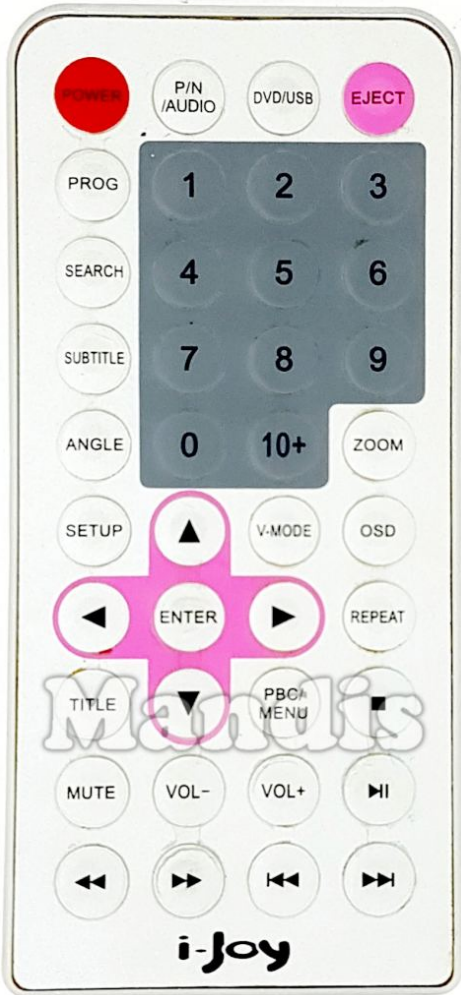 POWER
P/N
/AUDIO
DVD/USB
EJECT
PROG
1
2
3
SEARCH
4
5
6
SUBTITLE
7
8
9
ANGLE
0
10+
ZOOM
SETUP
V-MODE
OSD
ENTER
REPEAT
TITLE
PBC/
MENU
Mandis
MUTE
VOL-
VOL+
i-Joy